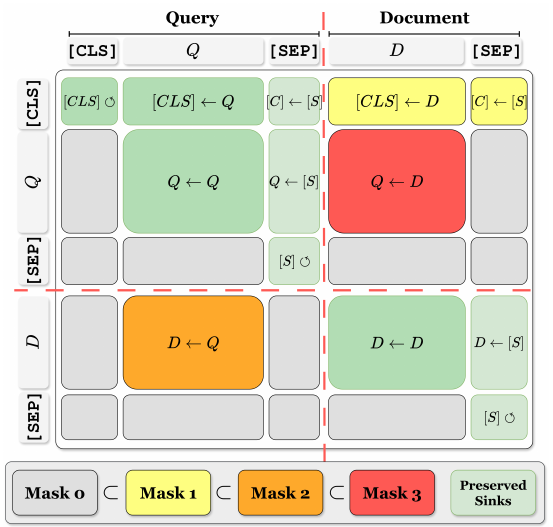 Query Document
[CLS] Q [SEP] D [SEP]
[CLS] [CLS] ↺ [CLS] ← Q [C] ← [S] [CLS] ← D [C] ← [S]
Q Q ← Q Q ← [S] Q ← D
[SEP] [S] ↺
D D ← Q D ← D D ← [S]
[SEP] [S] ↺
Mask 0 ⊂ Mask 1 ⊂ Mask 2 ⊂ Mask 3 Preserved
Sinks